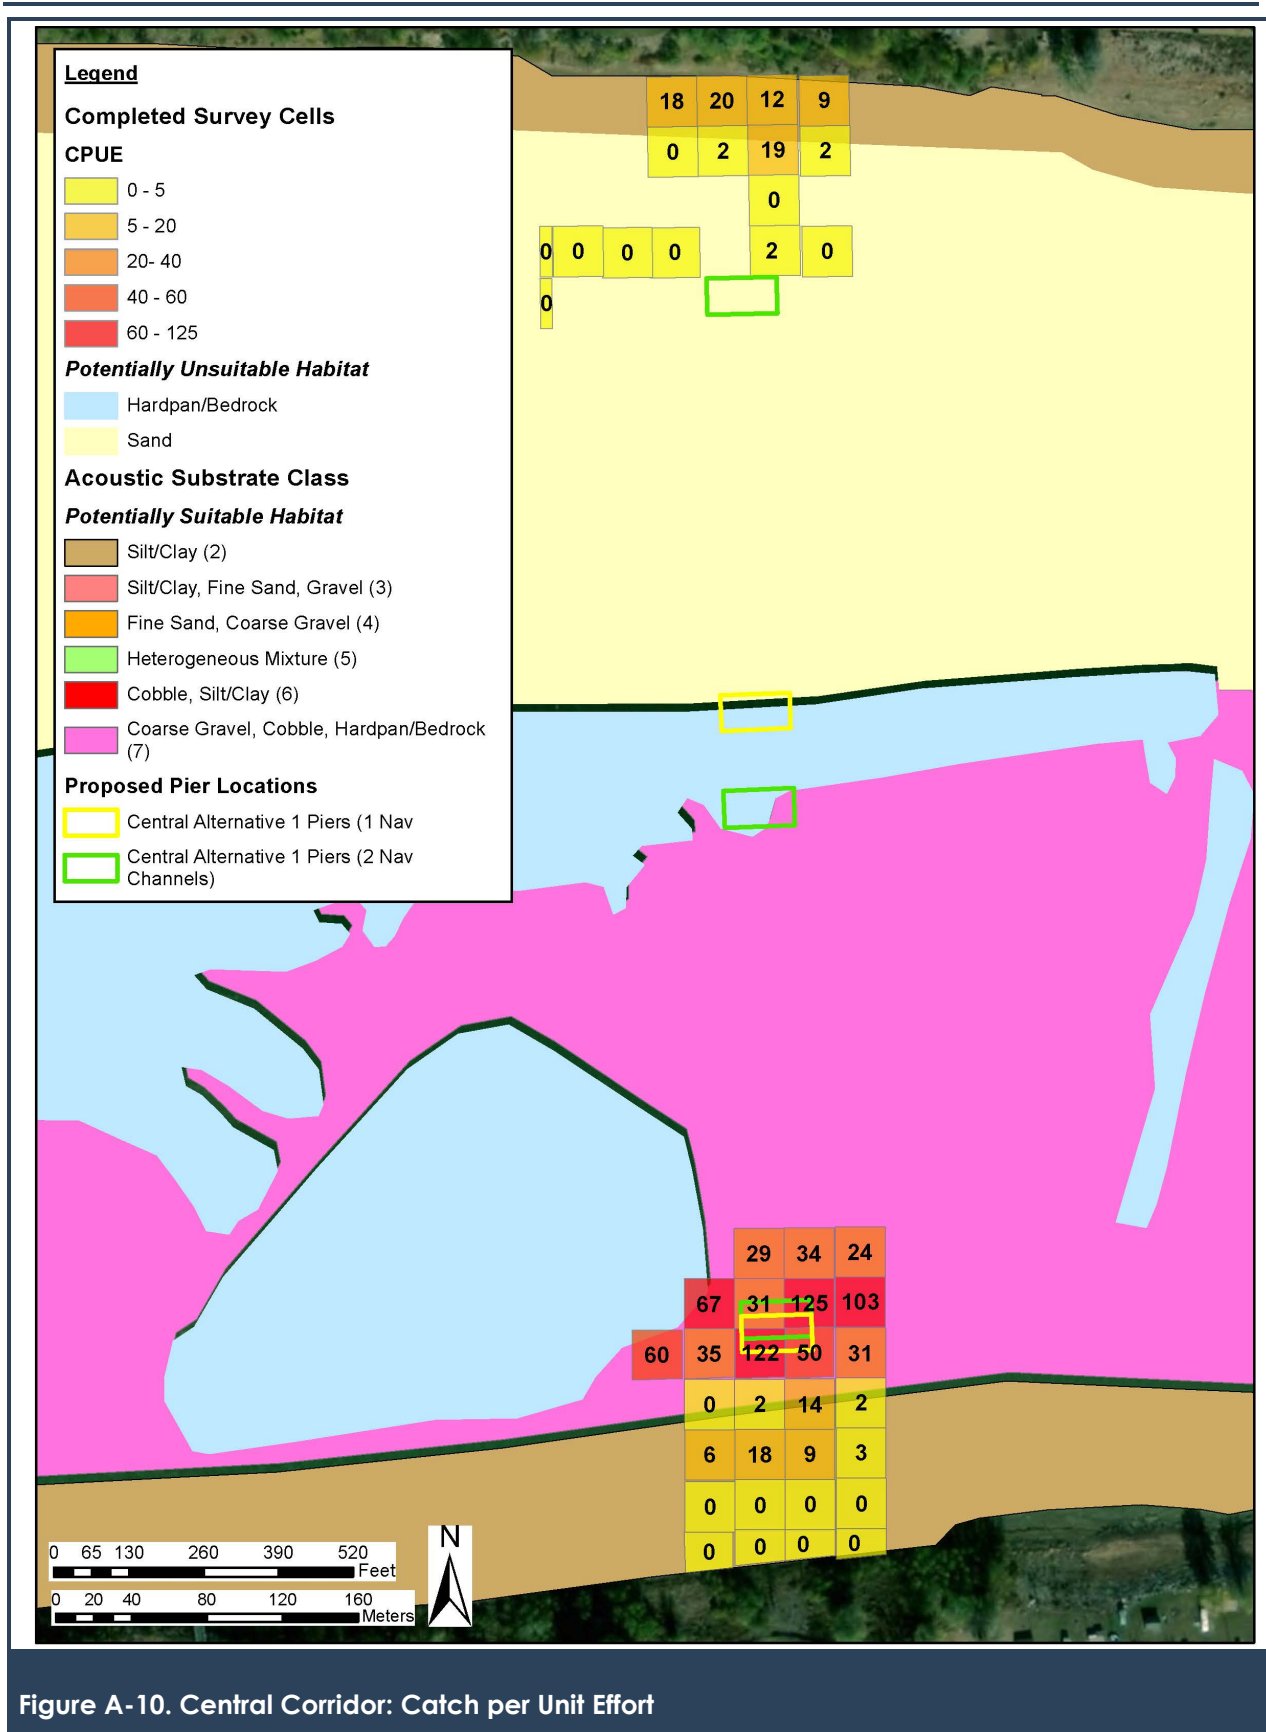 Legend
Completed Survey Cells
CPUE
0 - 5
5 - 20
20- 40
40 - 60
60 - 125
Potentially Unsuitable Habitat
Hardpan/Bedrock
Sand
Acoustic Substrate Class
Potentially Suitable Habitat
Silt/Clay (2)
Silt/Clay, Fine Sand, Gravel (3)
Fine Sand, Coarse Gravel (4)
Heterogeneous Mixture (5)
Cobble, Silt/Clay (6)
Coarse Gravel, Cobble, Hardpan/Bedrock
(7)
Proposed Pier Locations
Central Alternative 1 Piers (1 Nav
Central Alternative 1 Piers (2 Nav
Channels)
18 20 12 9
0 2 19 2
0
0 0 0 0 2 0
0
29 34 24
67 31 125 103
60 35 122 50 31
0 2 14 2
6 18 9 3
0 0 0 0
0 0 0 0
0 65 130 260 390 520
Feet
0 20 40 80 120 160
Meters
N
Figure A-10. Central Corridor: Catch per Unit Effort